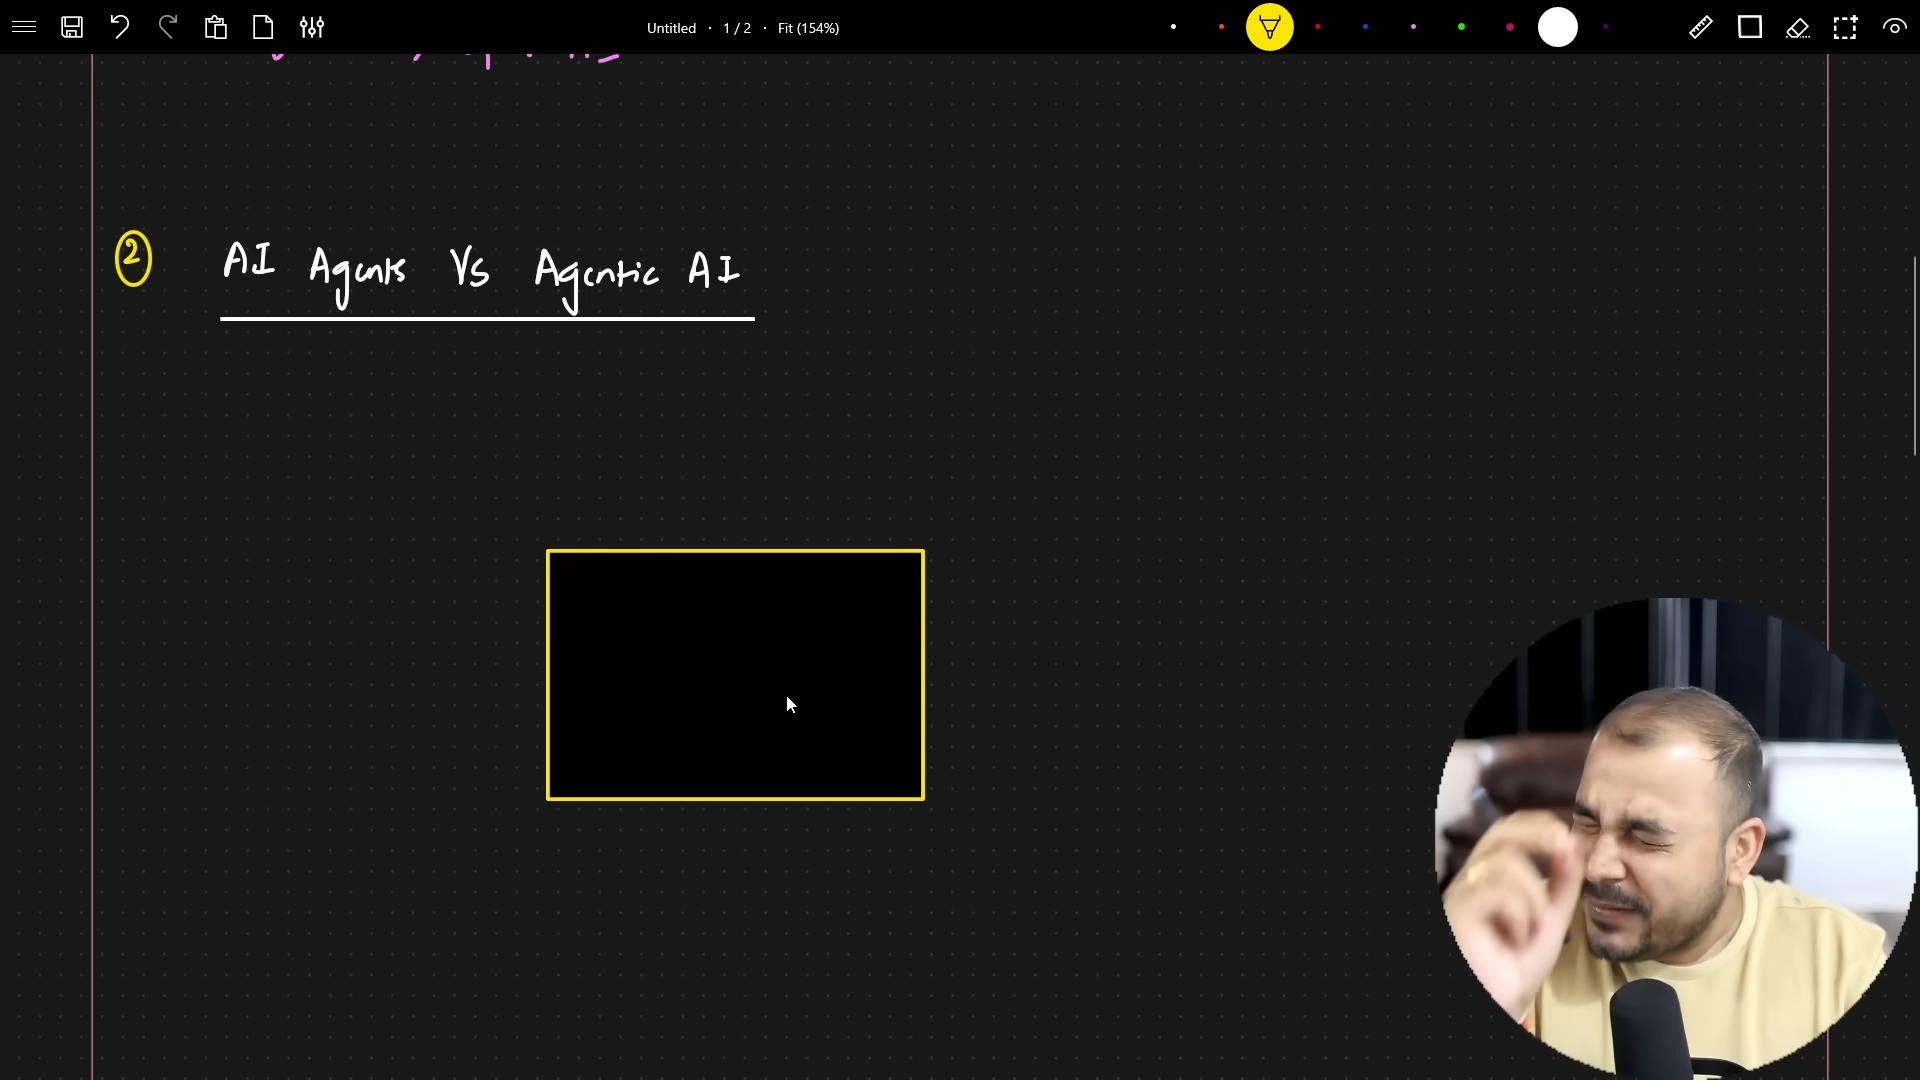 Untitled · 1 / 2 · Fit (154%)
2 AI Agents Vs Agentic AI